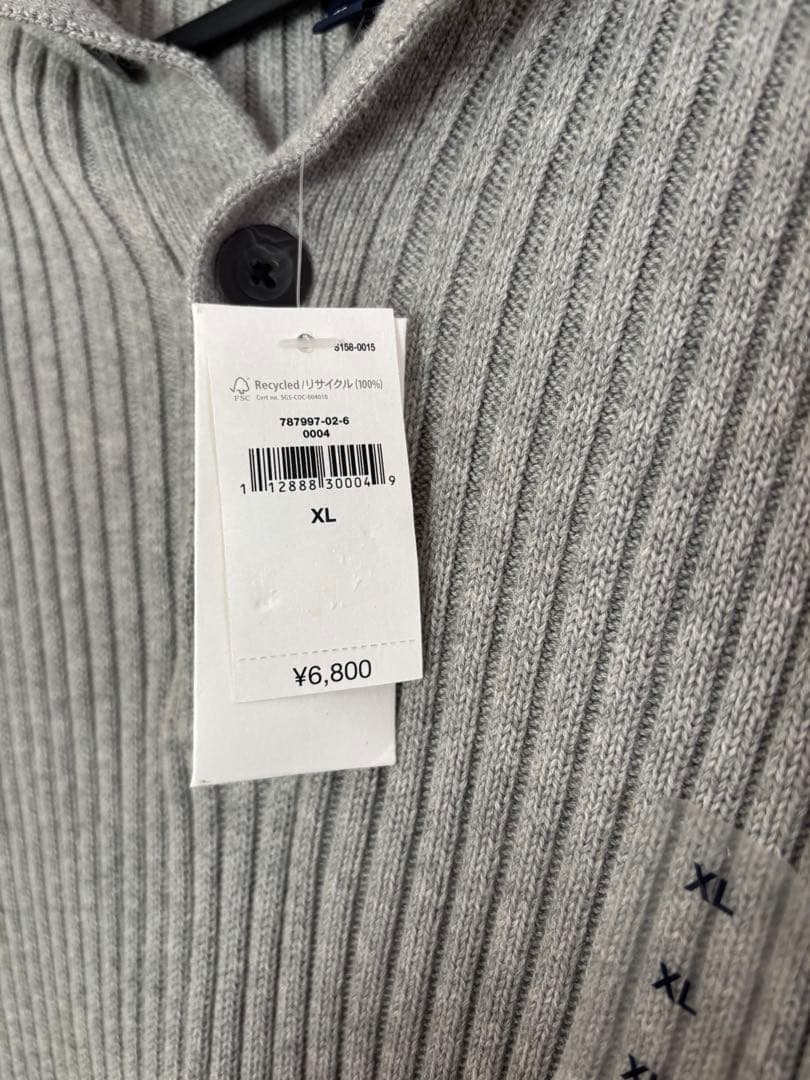 8158-0015
FSC
Recycled/リサイクル(100%)
Cert no. SGS-COC-004010
787997-02-6
0004
1 12888 30004 9
XL
¥6,800
XL
XL